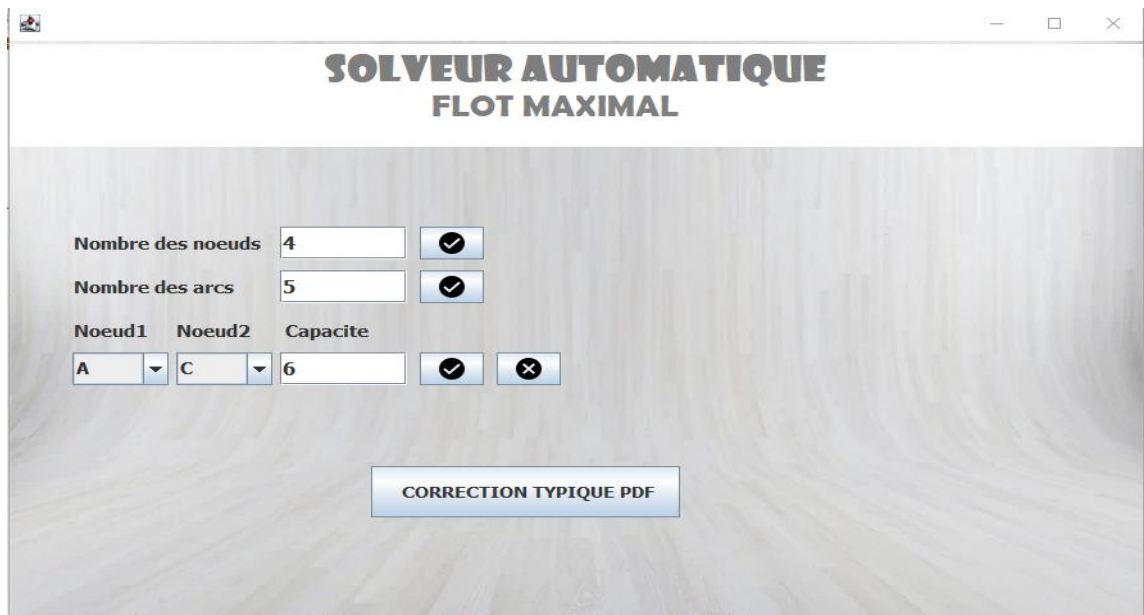 SOLVEUR AUTOMATIQUE
FLOT MAXIMAL
Nombre des noeuds 4
Nombre des arcs 5
Noeud1 Noeud2 Capacite
A C 6
CORRECTION TYPIQUE PDF